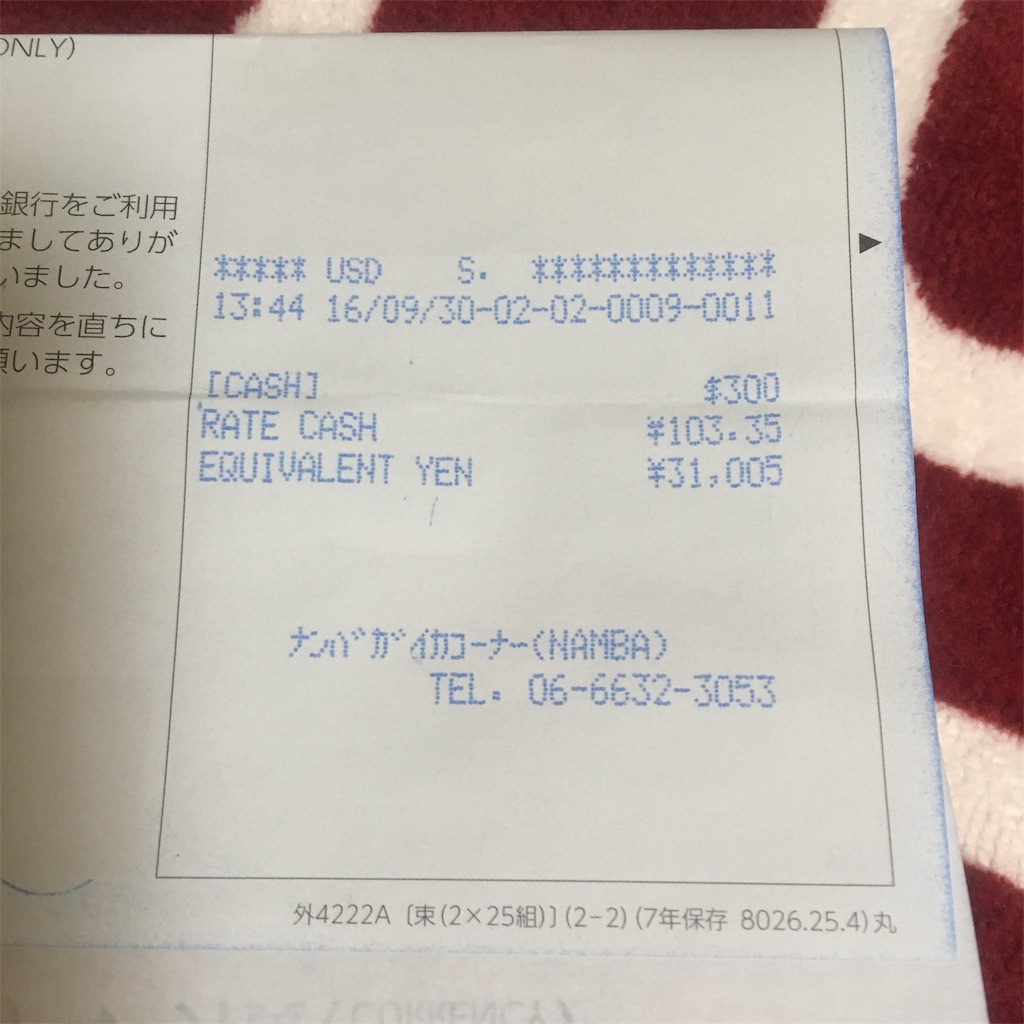 ONLY)
銀行をご利用
ましてありが
いました。
内容を直ちに
願います。
***** USD S. *************
13:44 16/09/30-02-02-0009-0011
[CASH] $300
RATE CASH ¥103.35
EQUIVALENT YEN ¥31,005
ﾅﾝﾊﾞｶﾞｲｶｺｰﾅｰ(NAMBA)
TEL. 06-6632-3053
外4222A〔束(2×25組)〕(2-2)(7年保存 8026.25.4)丸